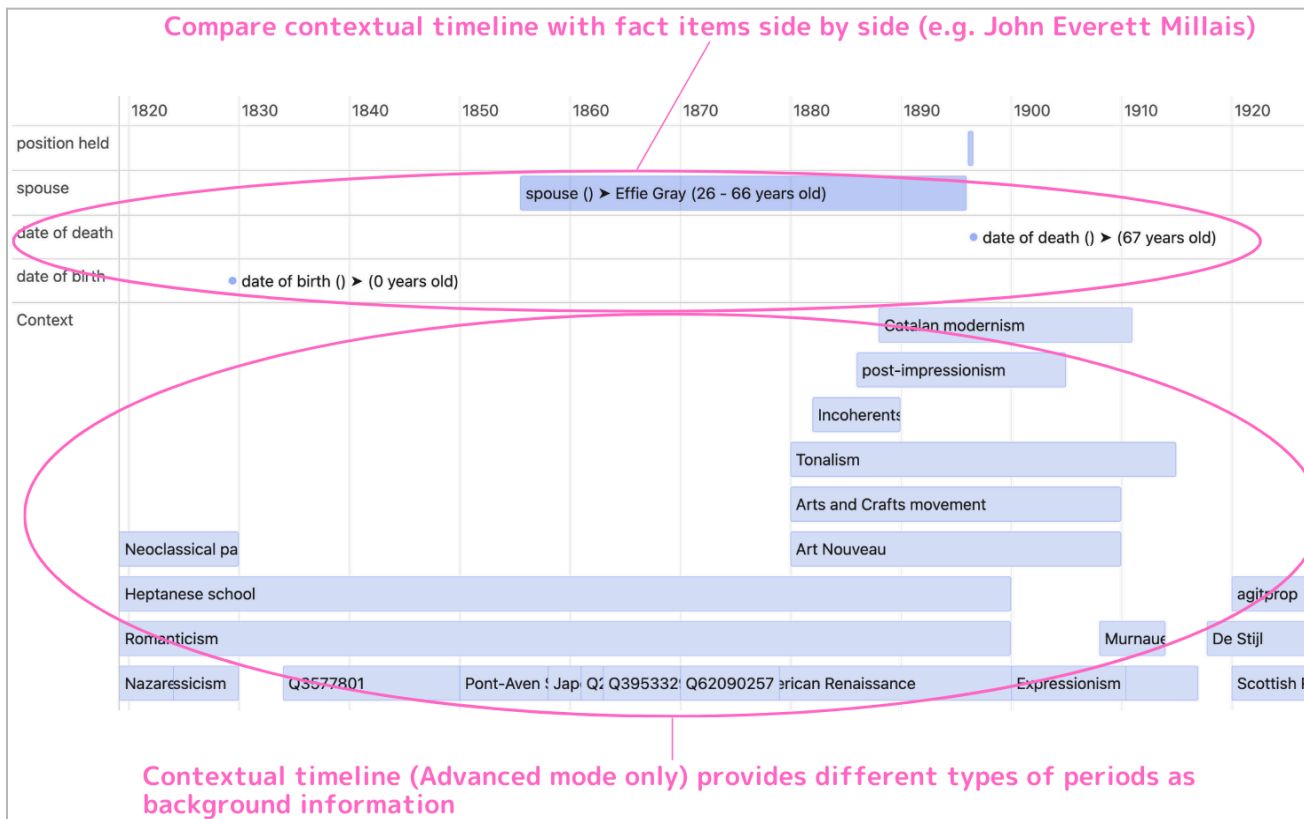 Compare contextual timeline with fact items side by side (e.g. John Everett Millais)
1820 1830 1840 1850 1860 1870 1880 1890 1900 1910 1920
position held
spouse
spouse () ➤ Effie Gray (26 - 66 years old)
date of death
date of death () ➤ (67 years old)
date of birth
date of birth () ➤ (0 years old)
Context
Catalan modernism
post-impressionism
Incoherents
Tonalism
Arts and Crafts movement
Neoclassical pa Art Nouveau
Heptanese school agitprop
Romanticism Murnaue De Stijl
Nazare ssicism Q3577801 Pont-Aven Jap Q2 Q395332 Q62090257 erican Renaissance Expressionism Scottish
Contextual timeline (Advanced mode only) provides different types of periods as
background information